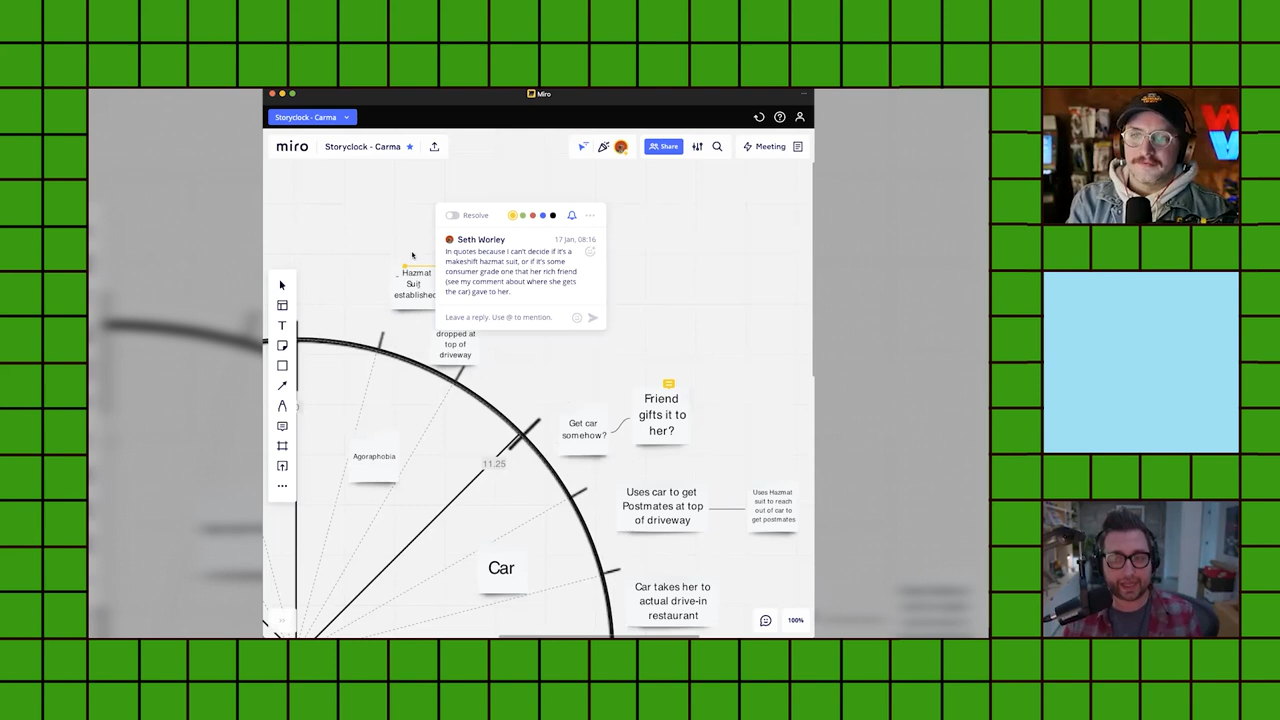 Miro
Storyclock - Carma
miro
Storyclock - Carma
Share
Meeting
Resolve
Seth Worley
17 Jan, 08:16
In quotes because I can't decide if it's a
makeshift hazmat suit, or if it's some
consumer grade one that her rich friend
(see my comment about where she gets
the car) gave to her.
Leave a reply. Use @ to mention.
Hazmat
Suit
established
dropped at
top of
driveway
Friend
gifts it to
her?
Get car
somehow?
Agoraphobia
11.25
Uses car to get
Postmates at top
of driveway
Uses Hazmat
suit to reach
out of car to
get postmates
Car
Car takes her to
actual drive-in
restaurant
100%